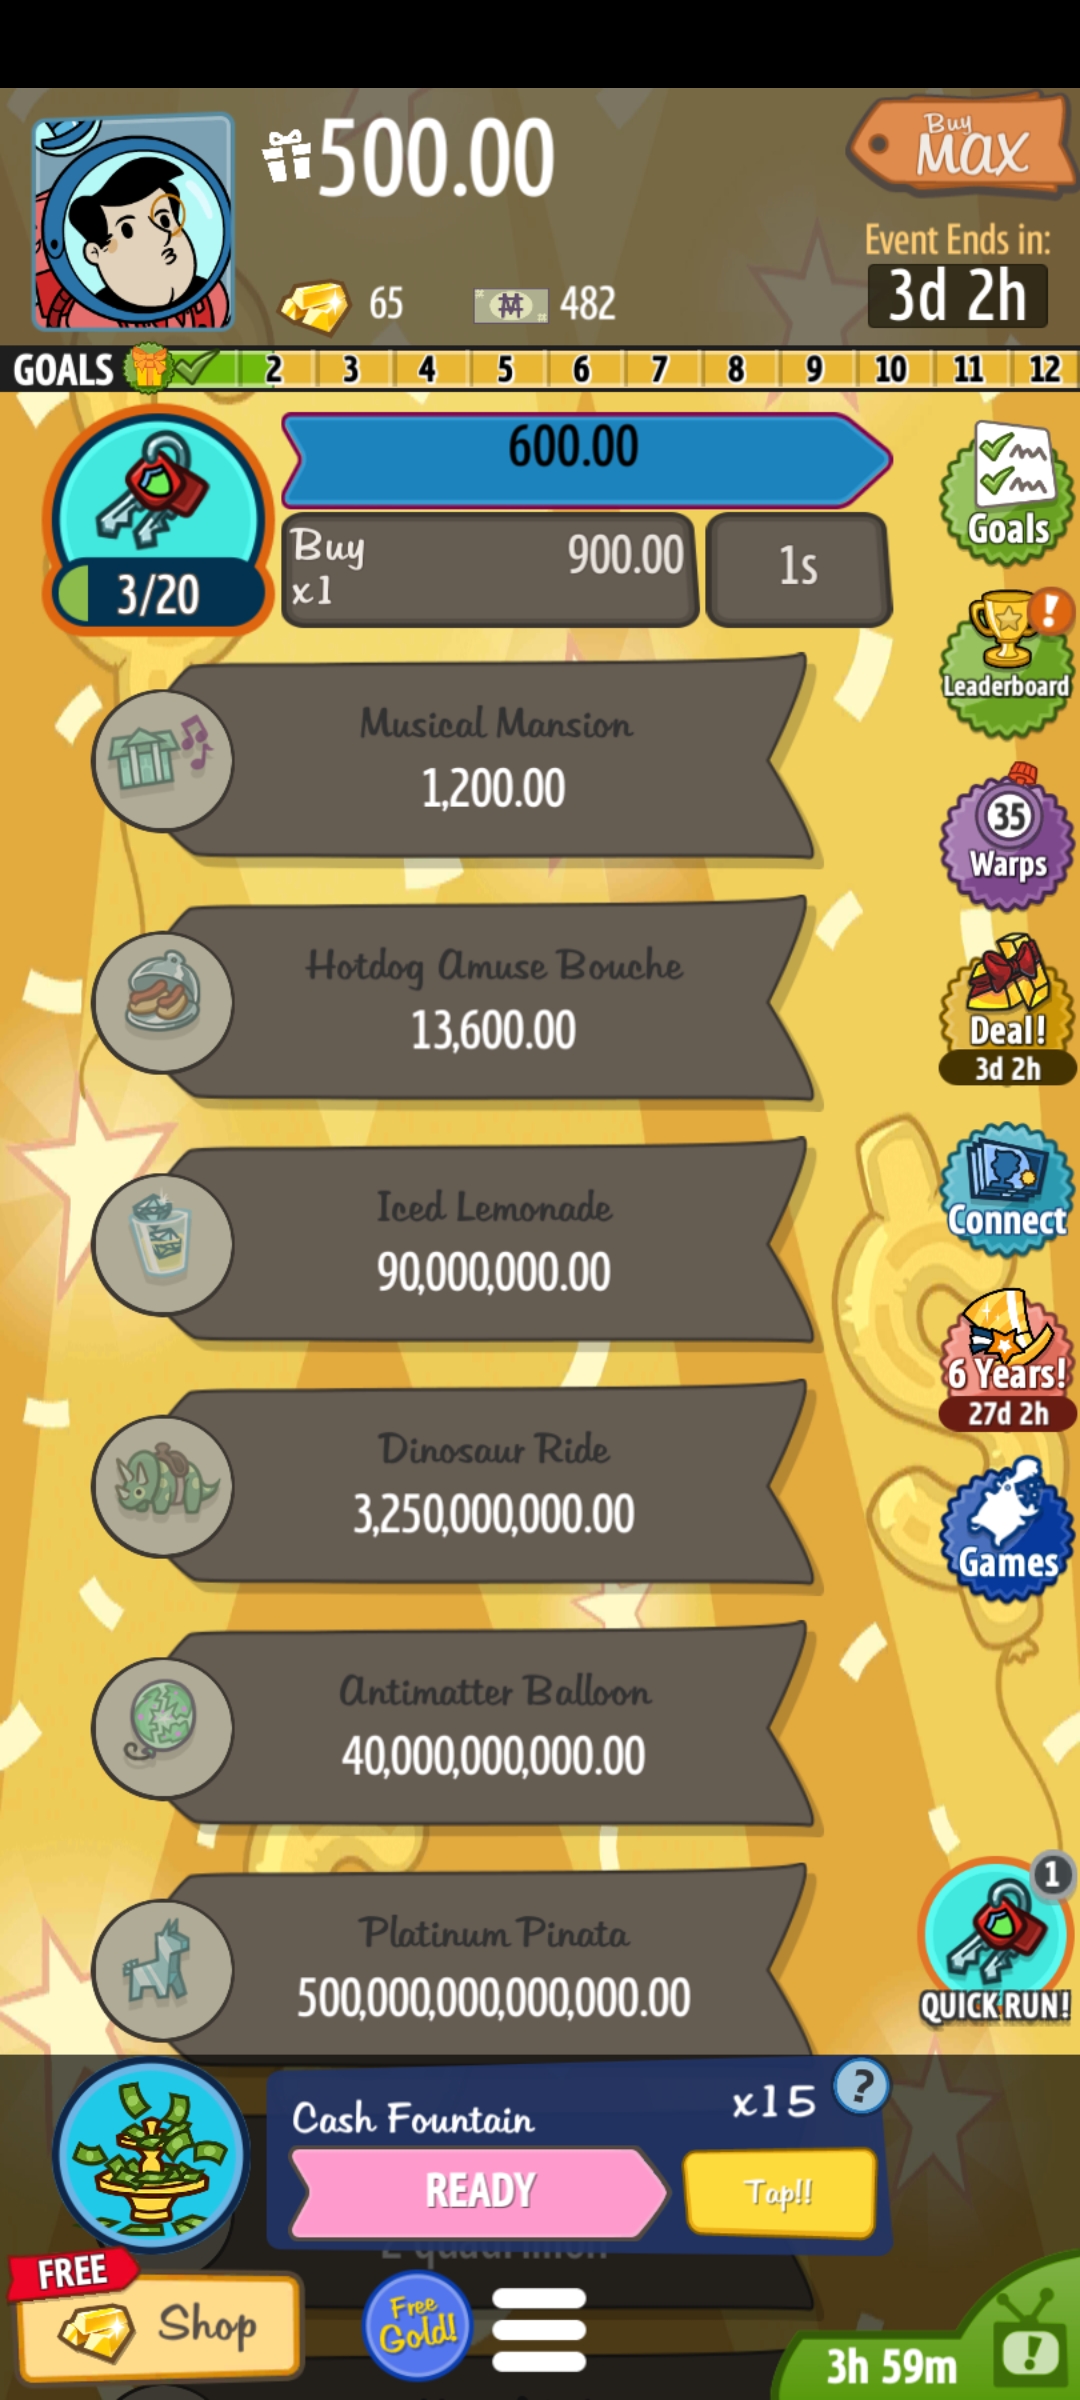 500.00
Buy
MAX
65
482
Event Ends in:
3d 2h
GOALS 2 3 4 5 6 7 8 9 10 11 12
600.00
Buy
x1
900.00
1s
3/20
Goals
Leaderboard
Musical Mansion
1,200.00
35
Warps
Hotdog Amuse Bouche
13,600.00
Deal!
3d 2h
Iced Lemonade
90,000,000.00
Connect
6 Years!
27d 2h
Dinosaur Ride
3,250,000,000.00
Games
Antimatter Balloon
40,000,000,000.00
Platinum Pinata
500,000,000,000,000.00
1
QUICK RUN!
Cash Fountain
x15
?
READY
Tap!!
FREE
Shop
Free
Gold!
3h 59m